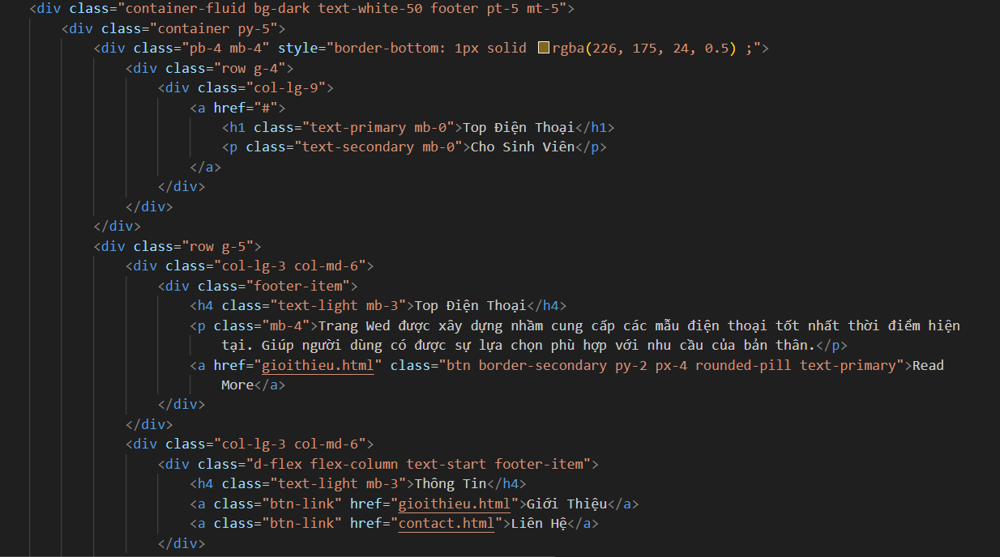 <div class="container-fluid bg-dark text-white-50 footer pt-5 mt-5">
<div class="container py-5">
<div class="pb-4 mb-4" style="border-bottom: 1px solid rgba(226, 175, 24, 0.5) ;">
<div class="row g-4">
<div class="col-lg-9">
<a href="#">
<h1 class="text-primary mb-0">Top Điện Thoại</h1>
<p class="text-secondary mb-0">Cho Sinh Viên</p>
</a>
</div>
</div>
</div>
<div class="row g-5">
<div class="col-lg-3 col-md-6">
<div class="footer-item">
<h4 class="text-light mb-3">Top Điện Thoại</h4>
<p class="mb-4">Trang Wed được xây dựng nhầm cung cấp các mẫu điện thoại tốt nhất thời điểm hiện
tại. Giúp người dùng có được sự lựa chọn phù hợp với nhu cầu của bản thân.</p>
<a href="gioithieu.html" class="btn border-secondary py-2 px-4 rounded-pill text-primary">Read
More</a>
</div>
</div>
<div class="col-lg-3 col-md-6">
<div class="d-flex flex-column text-start footer-item">
<h4 class="text-light mb-3">Thông Tin</h4>
<a class="btn-link" href="gioithieu.html">Giới Thiệu</a>
<a class="btn-link" href="contact.html">Liên Hệ</a>
</div>